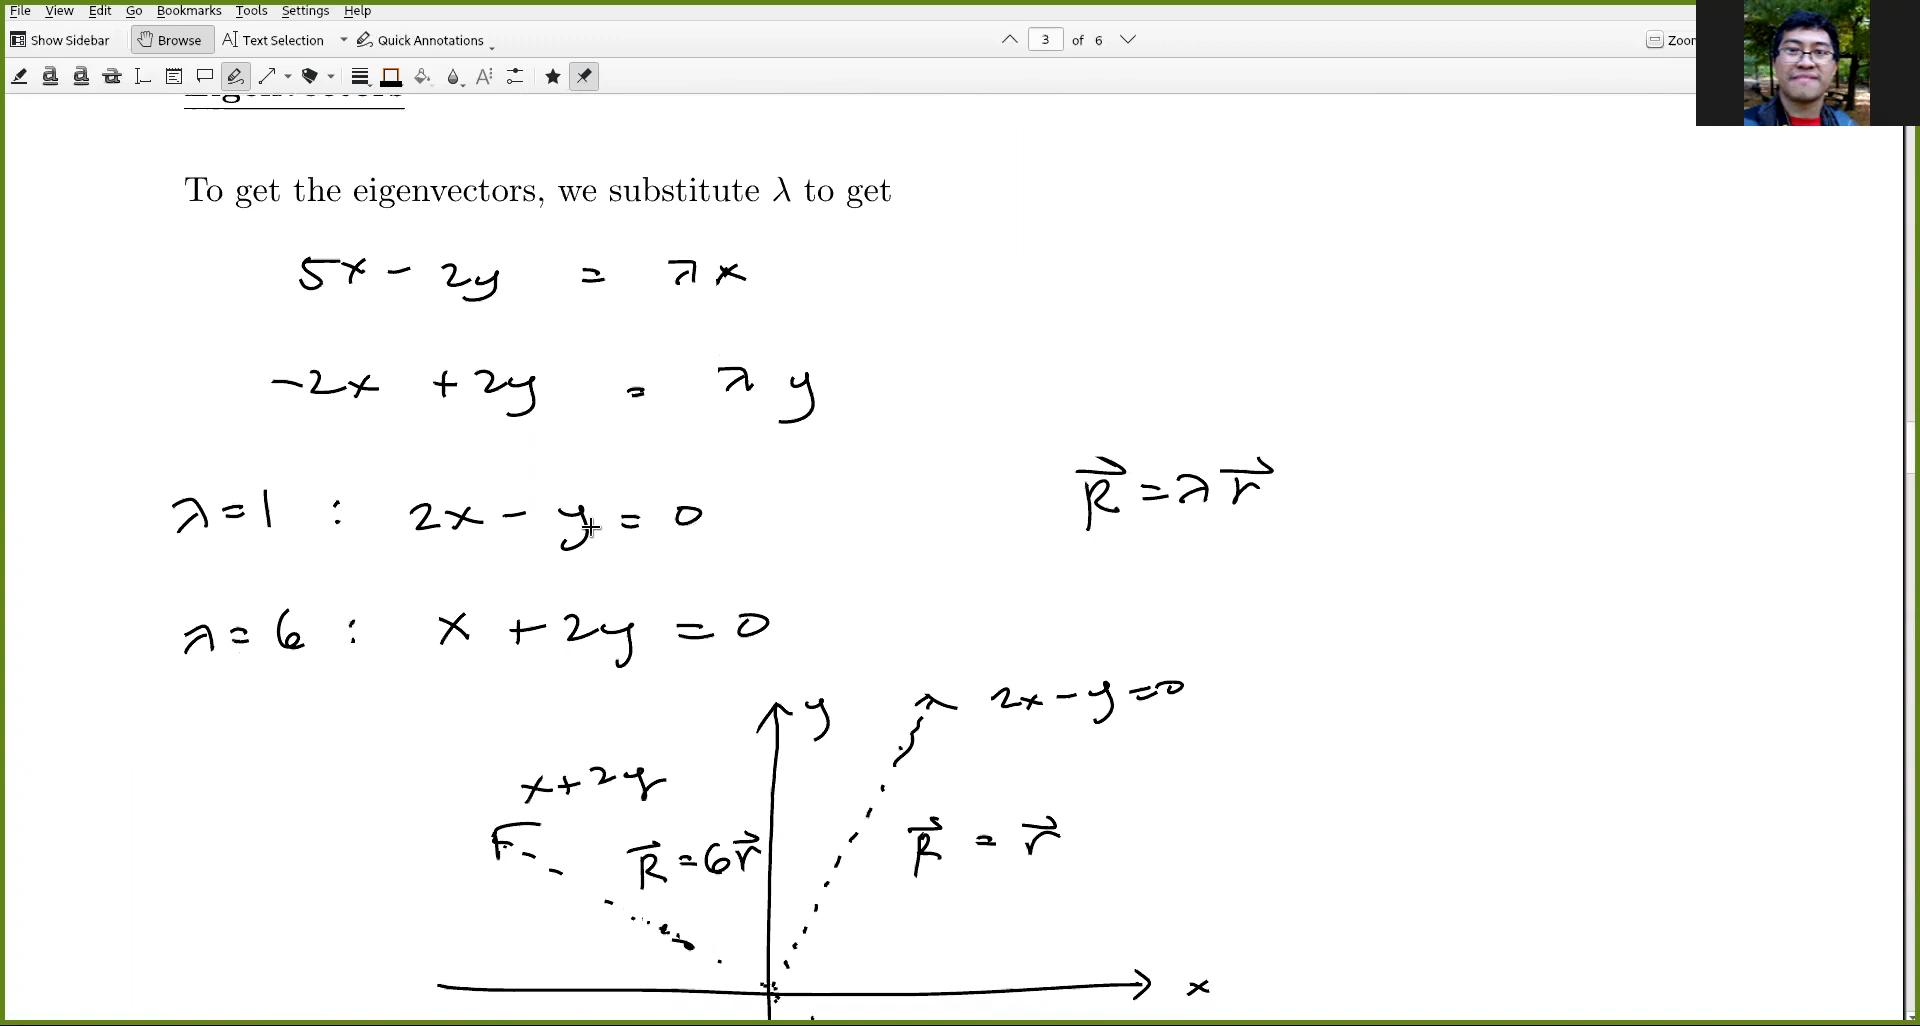 File View Edit Go Bookmarks Tools Settings Help
Show Sidebar Browse Text Selection Quick Annotations 3 of 6
Eigenvectors
To get the eigenvectors, we substitute λ to get
5x - 2y = λx
-2x + 2y = λy
R⃗ = λr⃗
λ=1 : 2x - y = 0
λ=6 : x + 2y = 0
y
2x - y = 0
x + 2y
R⃗ = 6r⃗
R⃗ = r⃗
x